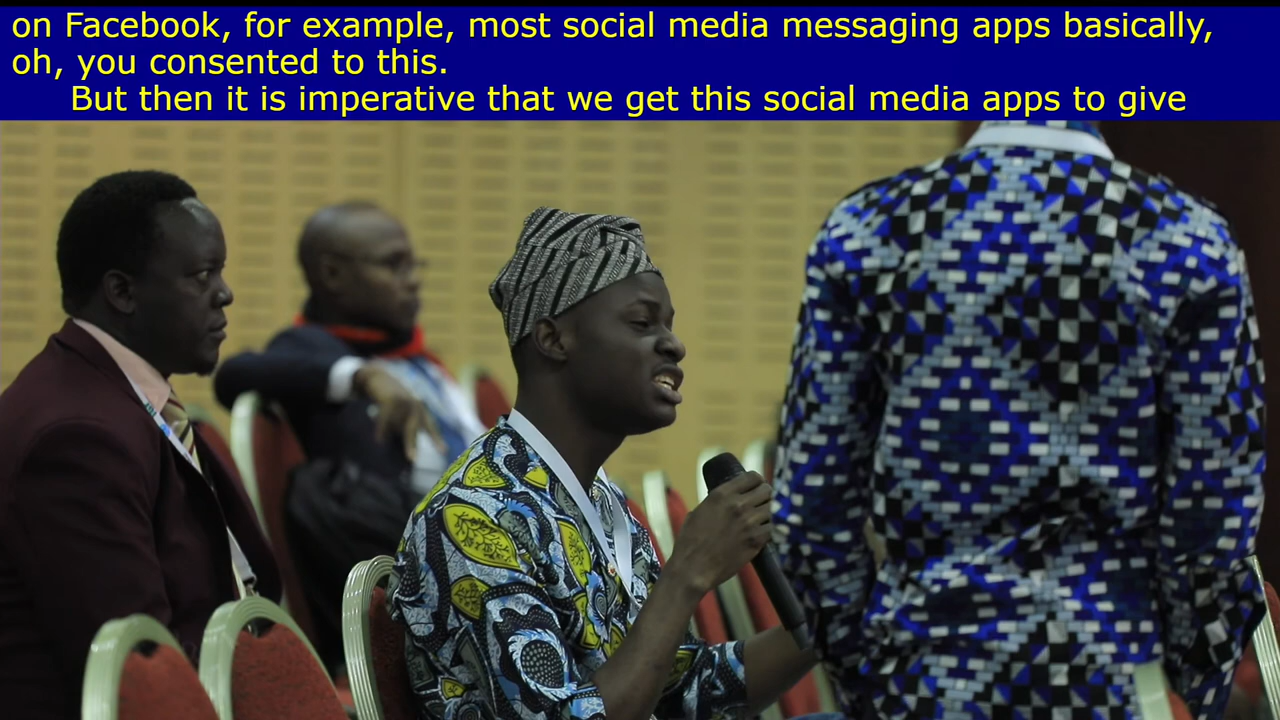 on Facebook, for example, most social media messaging apps basically,
oh, you consented to this.
But then it is imperative that we get this social media apps to give